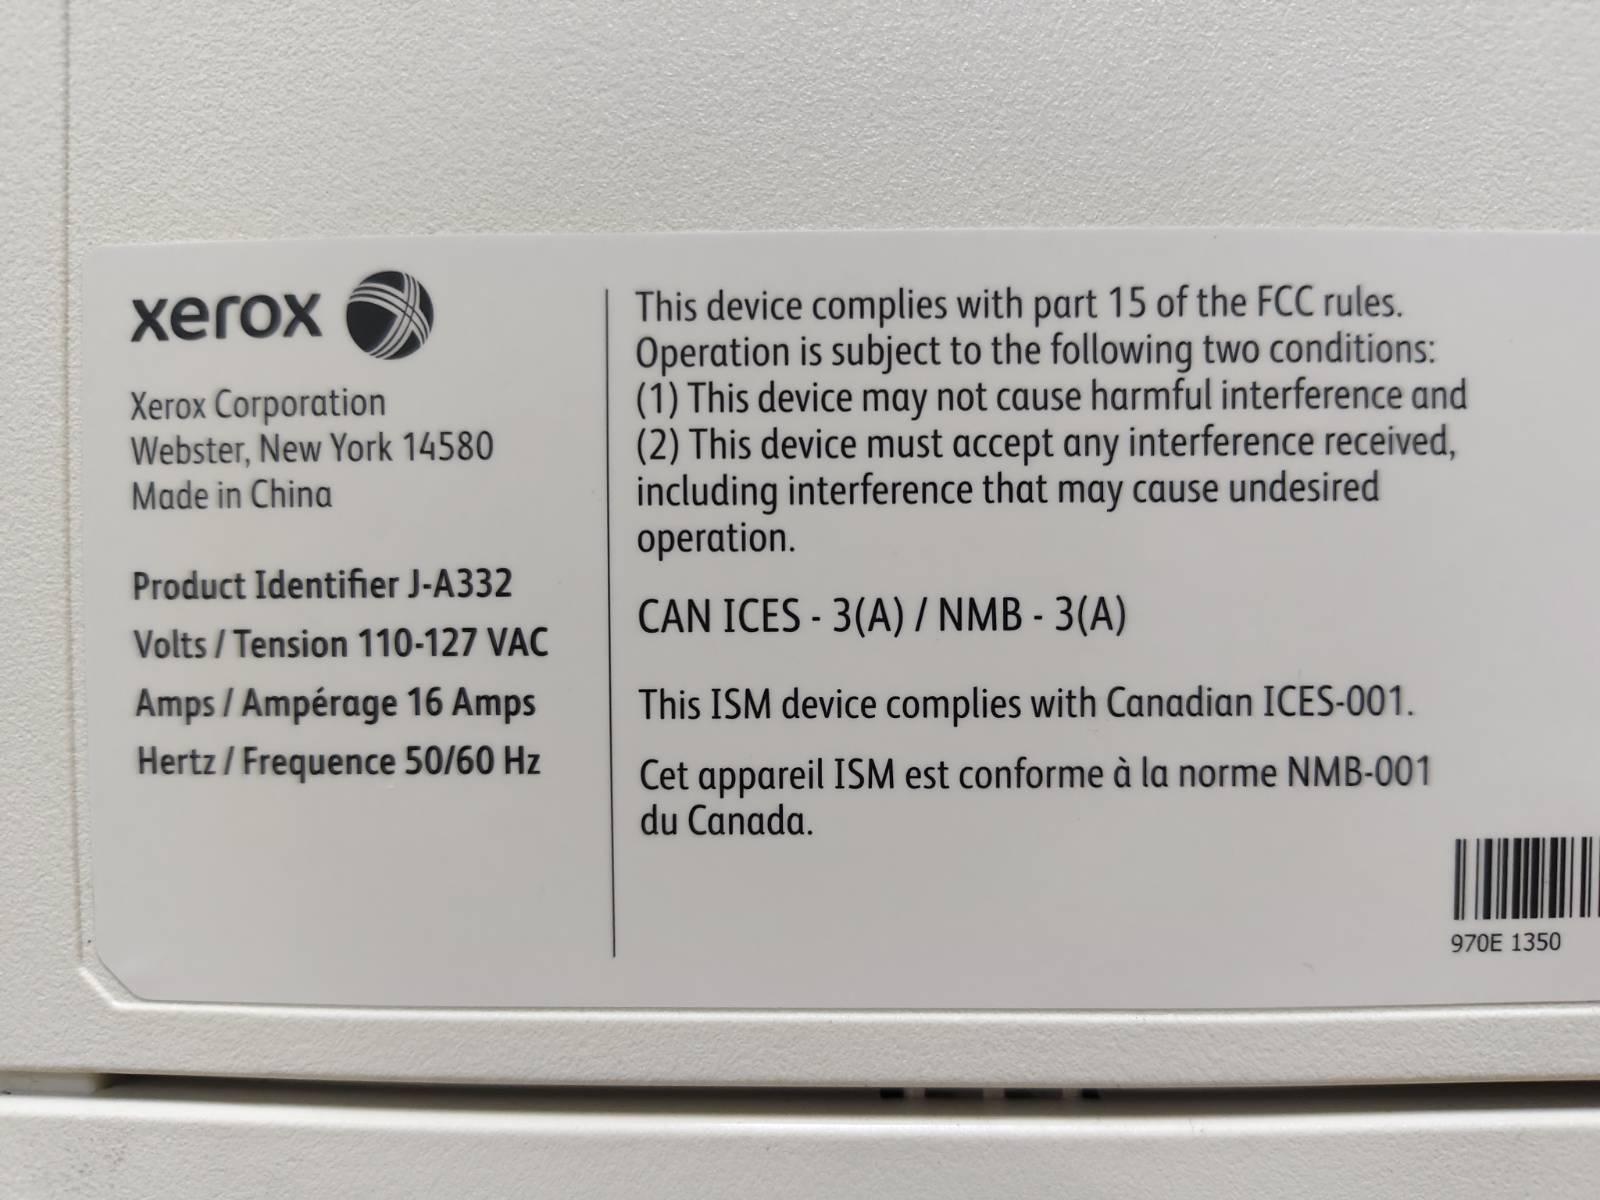 xerox
Xerox Corporation
Webster, New York 14580
Made in China
Product Identifier J-A332
Volts / Tension 110-127 VAC
Amps / Ampérage 16 Amps
Hertz / Frequence 50/60 Hz
This device complies with part 15 of the FCC rules.
Operation is subject to the following two conditions:
(1) This device may not cause harmful interference and
(2) This device must accept any interference received,
including interference that may cause undesired
operation.
CAN ICES - 3(A) / NMB - 3(A)
This ISM device complies with Canadian ICES-001.
Cet appareil ISM est conforme à la norme NMB-001
du Canada.
970E 1350